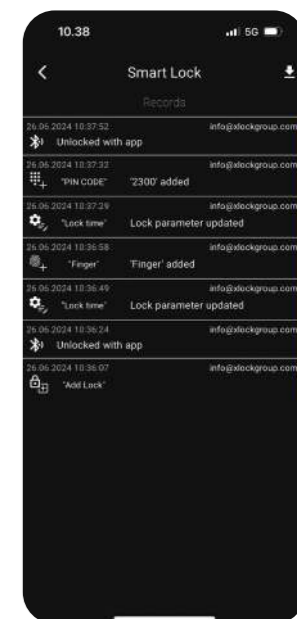 10.38 5G
Smart Lock
Records
26.06.2024 10:37:52 info@xlockgroup.com
Unlocked with app
26.06.2024 10:37:32 info@xlockgroup.com
"PIN CODE" '2300' added
26.06.2024 10:37:29 info@xlockgroup.com
"Lock time" Lock parameter updated
26.06.2024 10:36:58 info@xlockgroup.com
"Finger" 'Finger' added
26.06.2024 10:36:49 info@xlockgroup.com
"Lock time" Lock parameter updated
26.06.2024 10:36:24 info@xlockgroup.com
Unlocked with app
26.06.2024 10:36:07 info@xlockgroup.com
"Add Lock"